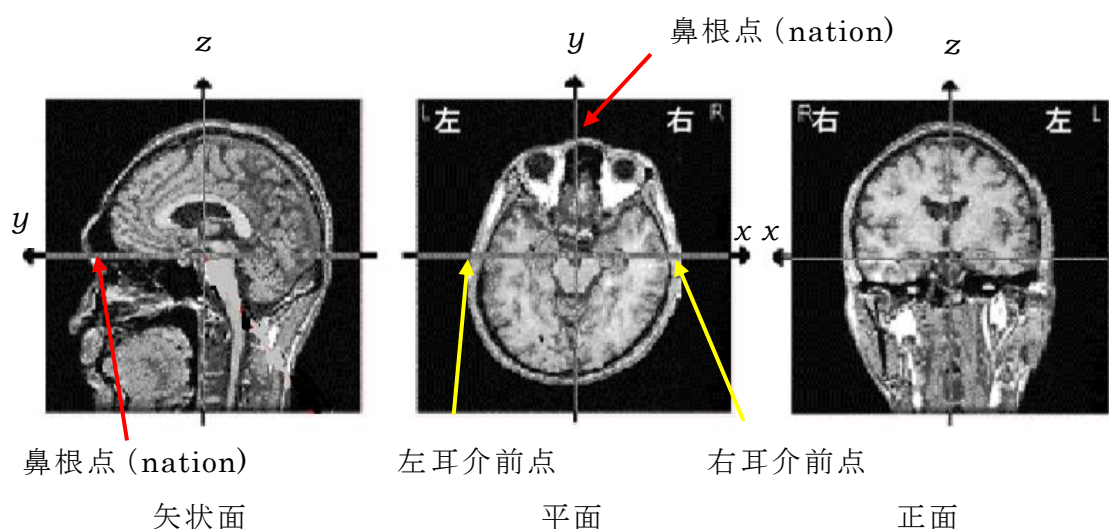 鼻根点 (nation)
z
y
z
L 左
右 R
R右
左 L
y
x
x
鼻根点 (nation)
左耳介前点
右耳介前点
矢状面
平面
正面